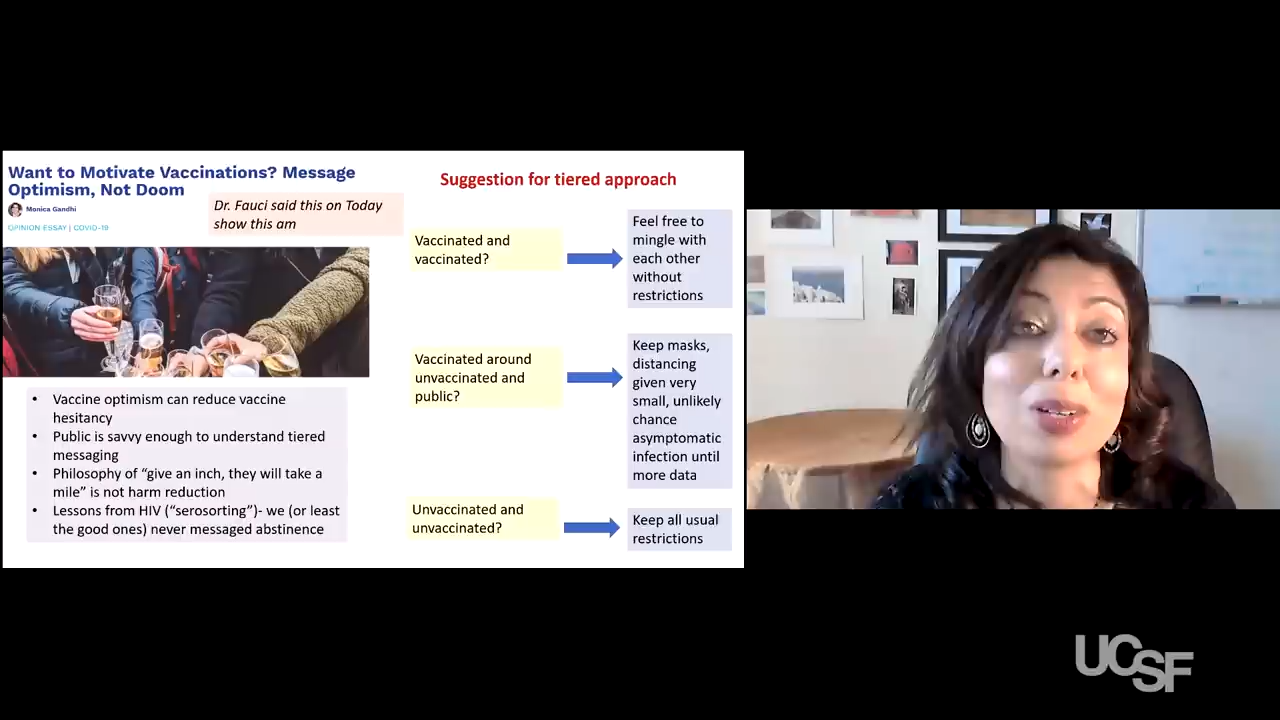 Want to Motivate Vaccinations? Message
Optimism, Not Doom
Monica Gandhi
OPINION ESSAY | COVID-19
Dr. Fauci said this on Today
show this am
• Vaccine optimism can reduce vaccine
hesitancy
• Public is savvy enough to understand tiered
messaging
• Philosophy of “give an inch, they will take a
mile” is not harm reduction
• Lessons from HIV (“serosorting”)- we (or least
the good ones) never messaged abstinence
Suggestion for tiered approach
Vaccinated and
vaccinated?
Feel free to
mingle with
each other
without
restrictions
Vaccinated around
unvaccinated and
public?
Keep masks,
distancing
given very
small, unlikely
chance
asymptomatic
infection until
more data
Unvaccinated and
unvaccinated?
Keep all usual
restrictions
UCSF